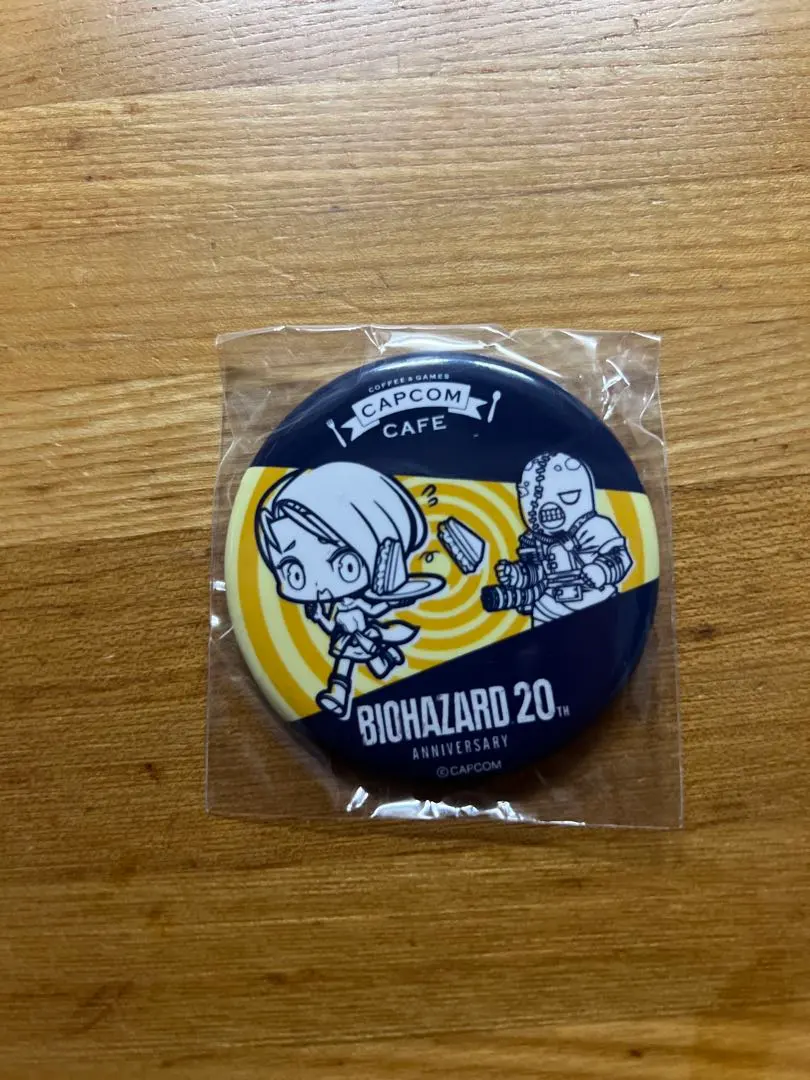 COFFEE & GAMES
CAPCOM
CAFE
BIOHAZARD 20TH
ANNIVERSARY
©CAPCOM